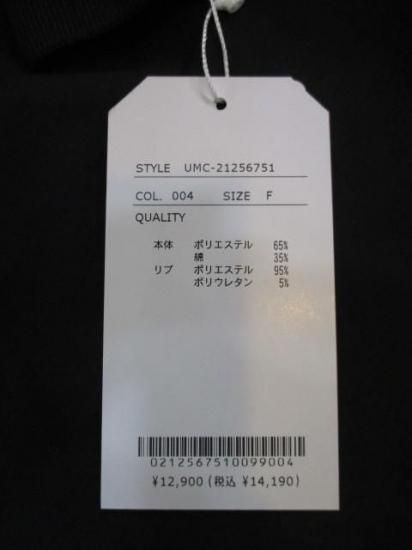 STYLE UMC-21256751
COL. 004 SIZE F
QUALITY
本体 ポリエステル 65%
綿 35%
リブ ポリエステル 95%
ポリウレタン 5%
0212567510099004
¥12,900 (税込 ¥14,190)